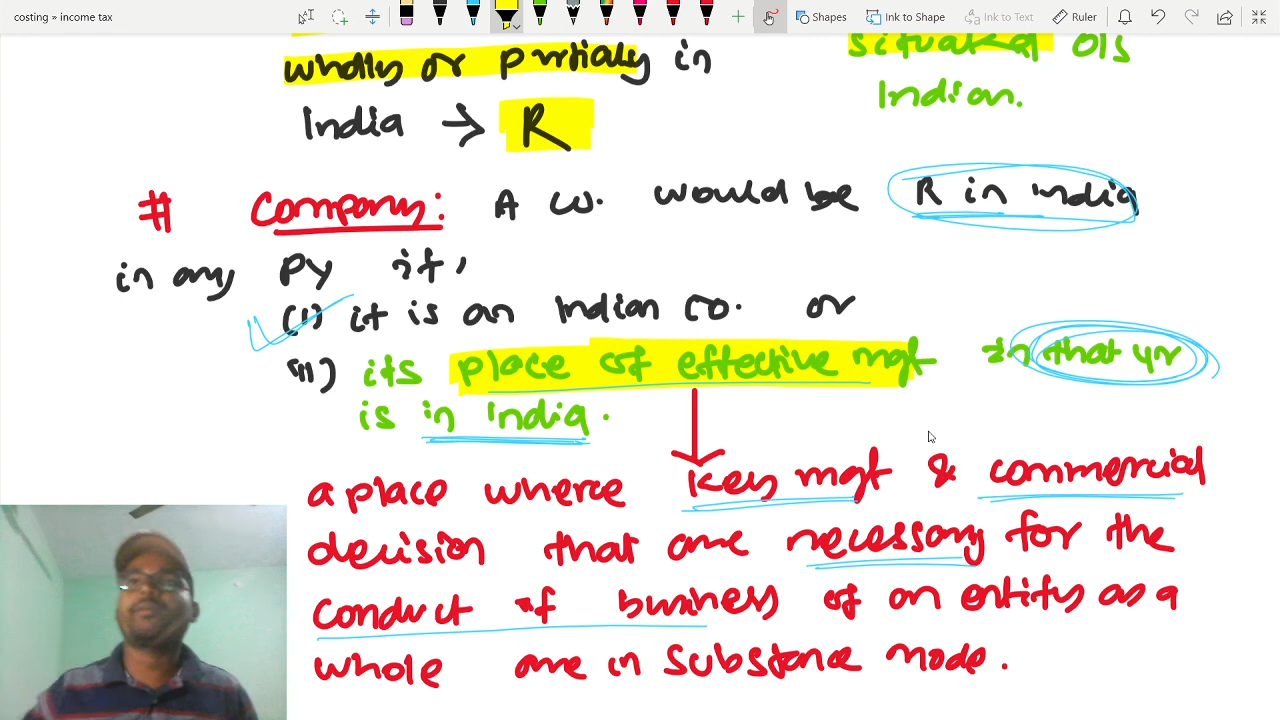 costing » income tax
Shapes
Ink to Shape
Ink to Text
Ruler
wholly or partialy in
situated o/s
India → R
Indian.
# Company: A co. would be R in India
in any PY if,
(i) it is an Indian co. or
(ii) its place of effective mgt in that yr
is in India.
a place where key mgt & commercial
decision that are necessary for the
conduct of business of an entity as a
whole are in substance made.